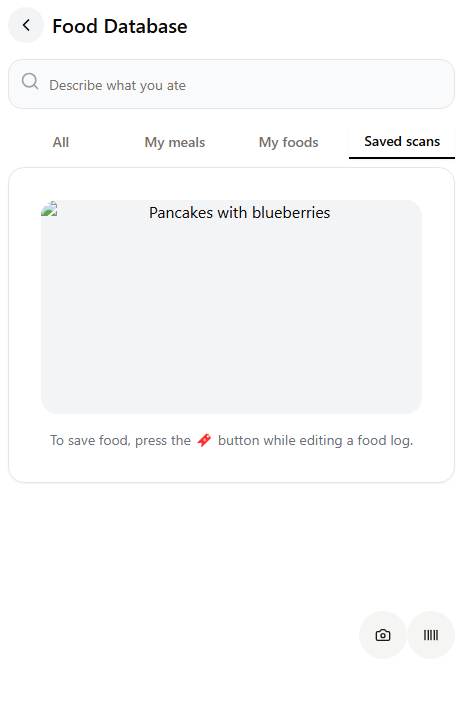 Food Database
Describe what you ate
All My meals My foods Saved scans
Pancakes with blueberries
To save food, press the button while editing a food log.